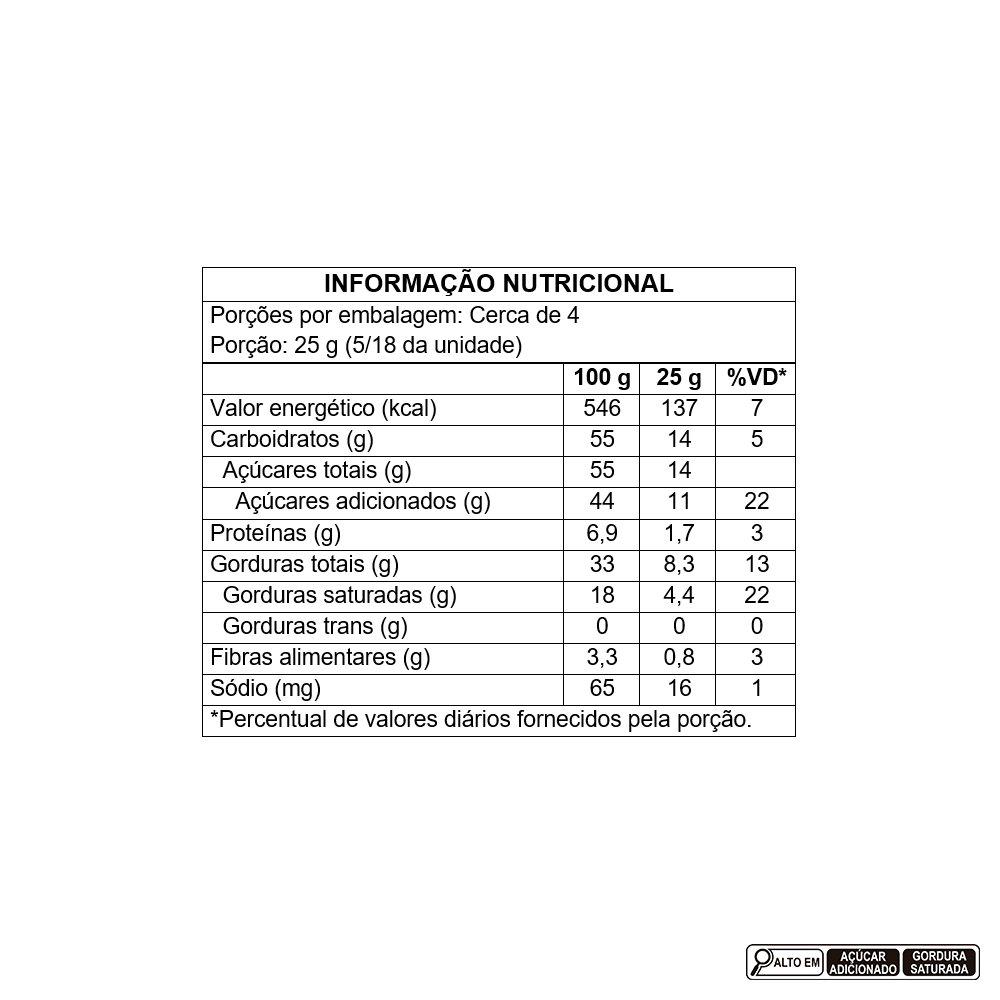 INFORMAÇÃO NUTRICIONAL
Porções por embalagem: Cerca de 4
Porção: 25 g (5/18 da unidade)
100 g 25 g %VD*
Valor energético (kcal) 546 137 7
Carboidratos (g) 55 14 5
Açúcares totais (g) 55 14
Açúcares adicionados (g) 44 11 22
Proteínas (g) 6,9 1,7 3
Gorduras totais (g) 33 8,3 13
Gorduras saturadas (g) 18 4,4 22
Gorduras trans (g) 0 0 0
Fibras alimentares (g) 3,3 0,8 3
Sódio (mg) 65 16 1
*Percentual de valores diários fornecidos pela porção.
ALTO EM
AÇÚCAR
ADICIONADO
GORDURA
SATURADA